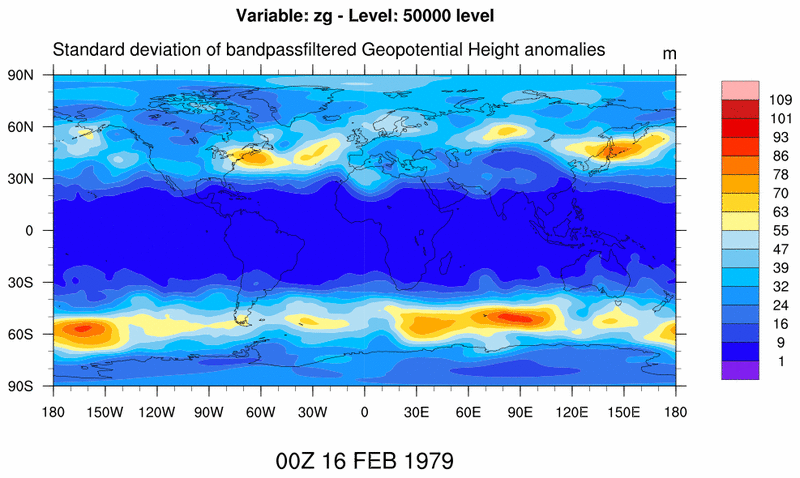 Variable: zg - Level: 50000 level
Standard deviation of bandpassfiltered Geopotential Height anomalies
m
90N
60N
30N
0
30S
60S
90S
180 150W 120W 90W 60W 30W 0 30E 60E 90E 120E 150E 180
109
101
93
86
78
70
63
55
47
39
32
24
16
9
1
00Z 16 FEB 1979